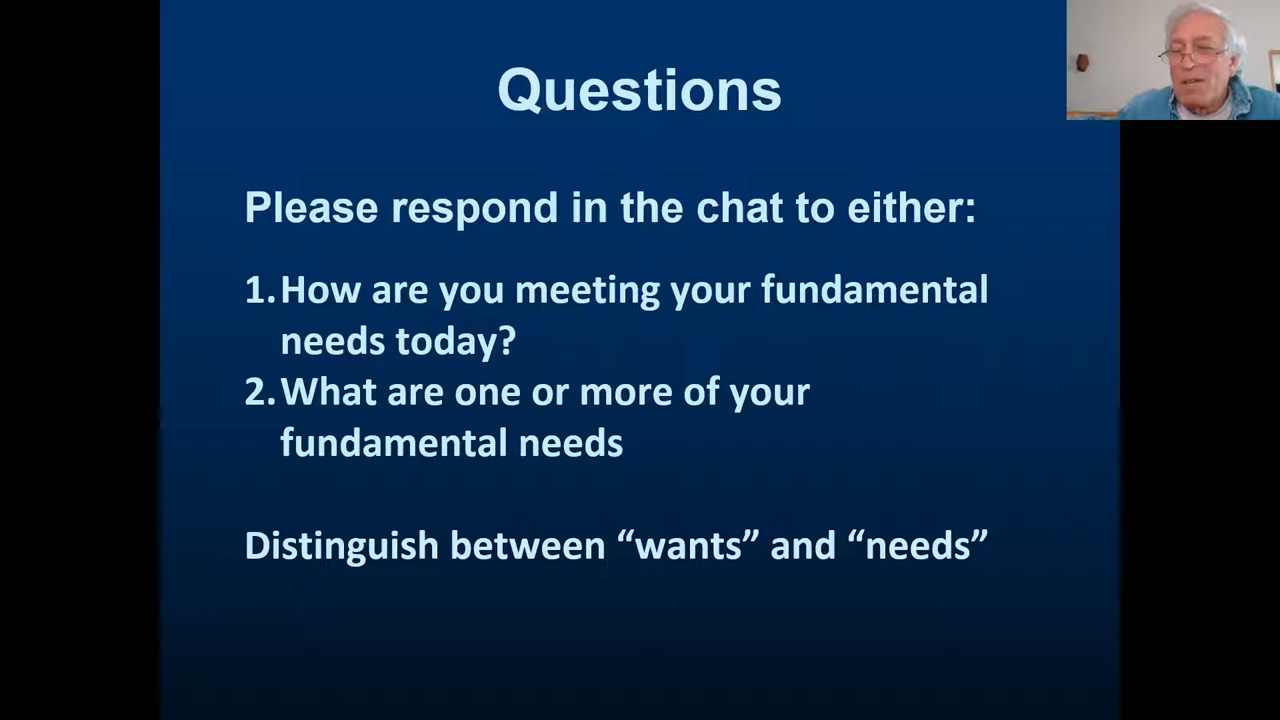 Questions
Please respond in the chat to either:
1. How are you meeting your fundamental
needs today?
2. What are one or more of your
fundamental needs
Distinguish between “wants” and “needs”